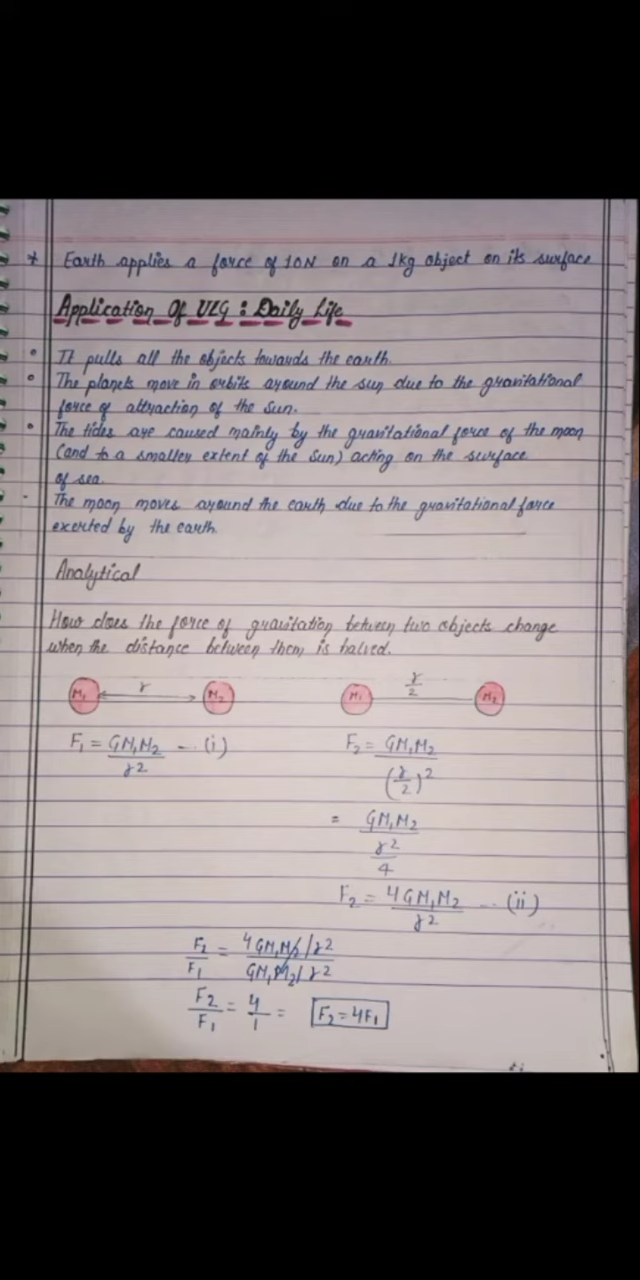 * Earth applies a force of 10N on a 1kg object on its surface
Application Of ULG : Daily Life
• It pulls all the objects towards the earth.
• The planets move in orbits around the sun due to the gravitational
force of attraction of the Sun.
• The tides are caused mainly by the gravitational force of the moon
(and to a smaller extent of the Sun) acting on the surface
of sea.
- The moon moves around the earth due to the gravitational force
exerted by the earth.
Analytical
How does the force of gravitation between two objects change
when the distance between them is halved.
M₁ r M₂ M₁ r/2 M₂
F₁ = GM₁M₂/r² --- (i) F₂ = GM₁M₂/(r/2)²
= GM₁M₂/(r²/4)
F₂ = 4GM₁M₂/r² --- (ii)
F₂/F₁ = (4GM₁M₂/r²)/(GM₁M₂/r²)
F₂/F₁ = 4/1 = F₂ = 4F₁